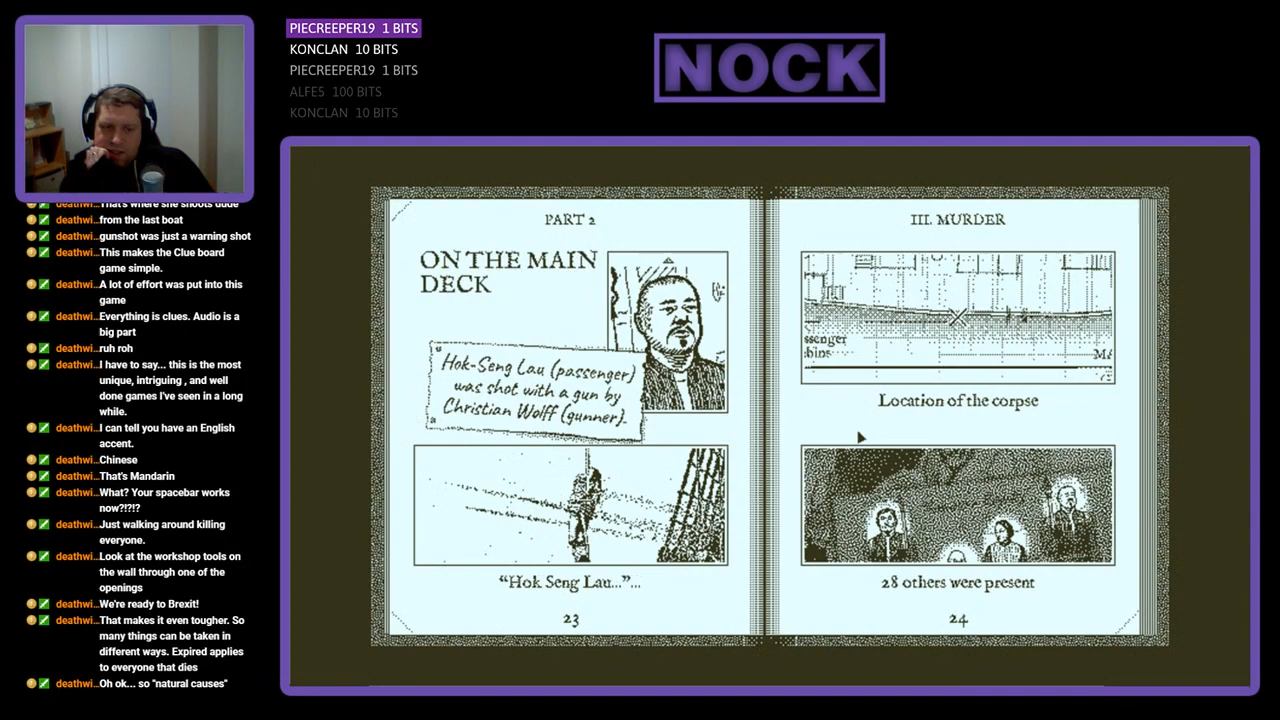 PIECREEPER19 1 BITS
KONCLAN 10 BITS
PIECREEPER19 1 BITS
ALFE5 100 BITS
KONCLAN 10 BITS
NOCK
deathwi...That's where she shoots dude
deathwi...from the last boat
deathwi...gunshot was just a warning shot
deathwi...This makes the Clue board
game simple.
deathwi...A lot of effort was put into this
game
deathwi...Everything is clues. Audio is a
big part
deathwi...ruh roh
deathwi...I have to say... this is the most
unique, intriguing , and well
done games I've seen in a long
while.
deathwi...I can tell you have an English
accent.
deathwi...Chinese
deathwi...That's Mandarin
deathwi...What? Your spacebar works
now?!?!?
deathwi...Just walking around killing
everyone.
deathwi...Look at the workshop tools on
the wall through one of the
openings
deathwi...We're ready to Brexit!
deathwi...That makes it even tougher. So
many things can be taken in
different ways. Expired applies
to everyone that dies
deathwi...Oh ok... so "natural causes"
PART 2
ON THE MAIN
DECK
Hok-Seng Lau (passenger)
was shot with a gun by
Christian Wolff (gunner).
"Hok Seng Lau..."...
23
III. MURDER
Location of the corpse
28 others were present
24